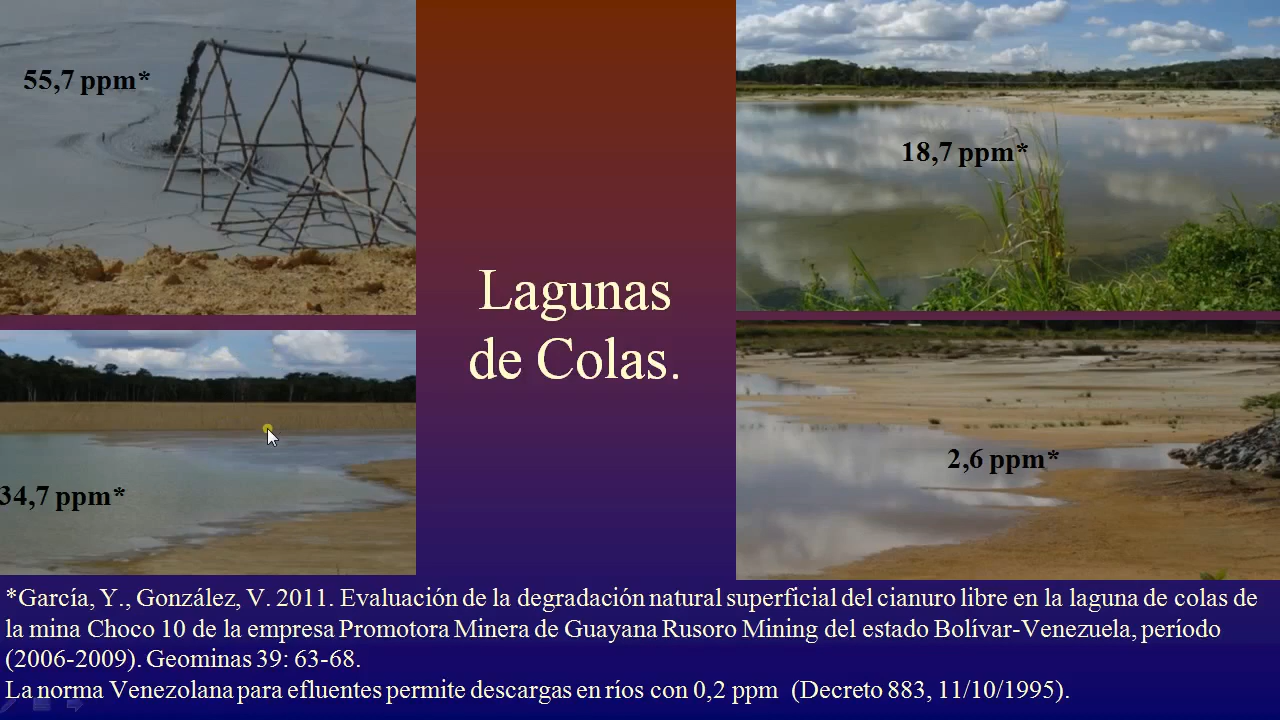 55,7 ppm*
18,7 ppm*
Lagunas
de Colas.
34,7 ppm*
2,6 ppm*
*García, Y., González, V. 2011. Evaluación de la degradación natural superficial del cianuro libre en la laguna de colas de
la mina Choco 10 de la empresa Promotora Minera de Guayana Rusoro Mining del estado Bolívar-Venezuela, período
(2006-2009). Geominas 39: 63-68.
La norma Venezolana para efluentes permite descargas en ríos con 0,2 ppm (Decreto 883, 11/10/1995).